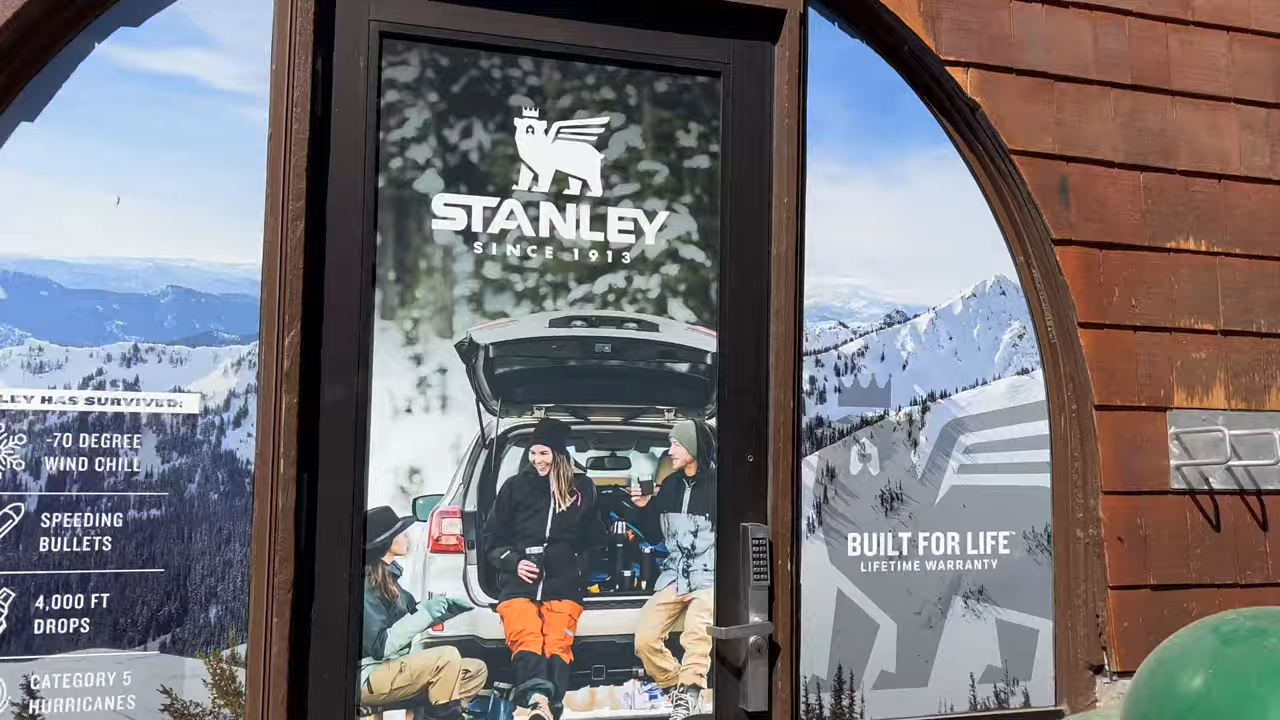 STANLEY
SINCE 1913
LEY HAS SURVIVED:
-70 DEGREE
WIND CHILL
SPEEDING
BULLETS
4,000 FT
DROPS
CATEGORY 5
HURRICANES
BUILT FOR LIFE™
LIFETIME WARRANTY